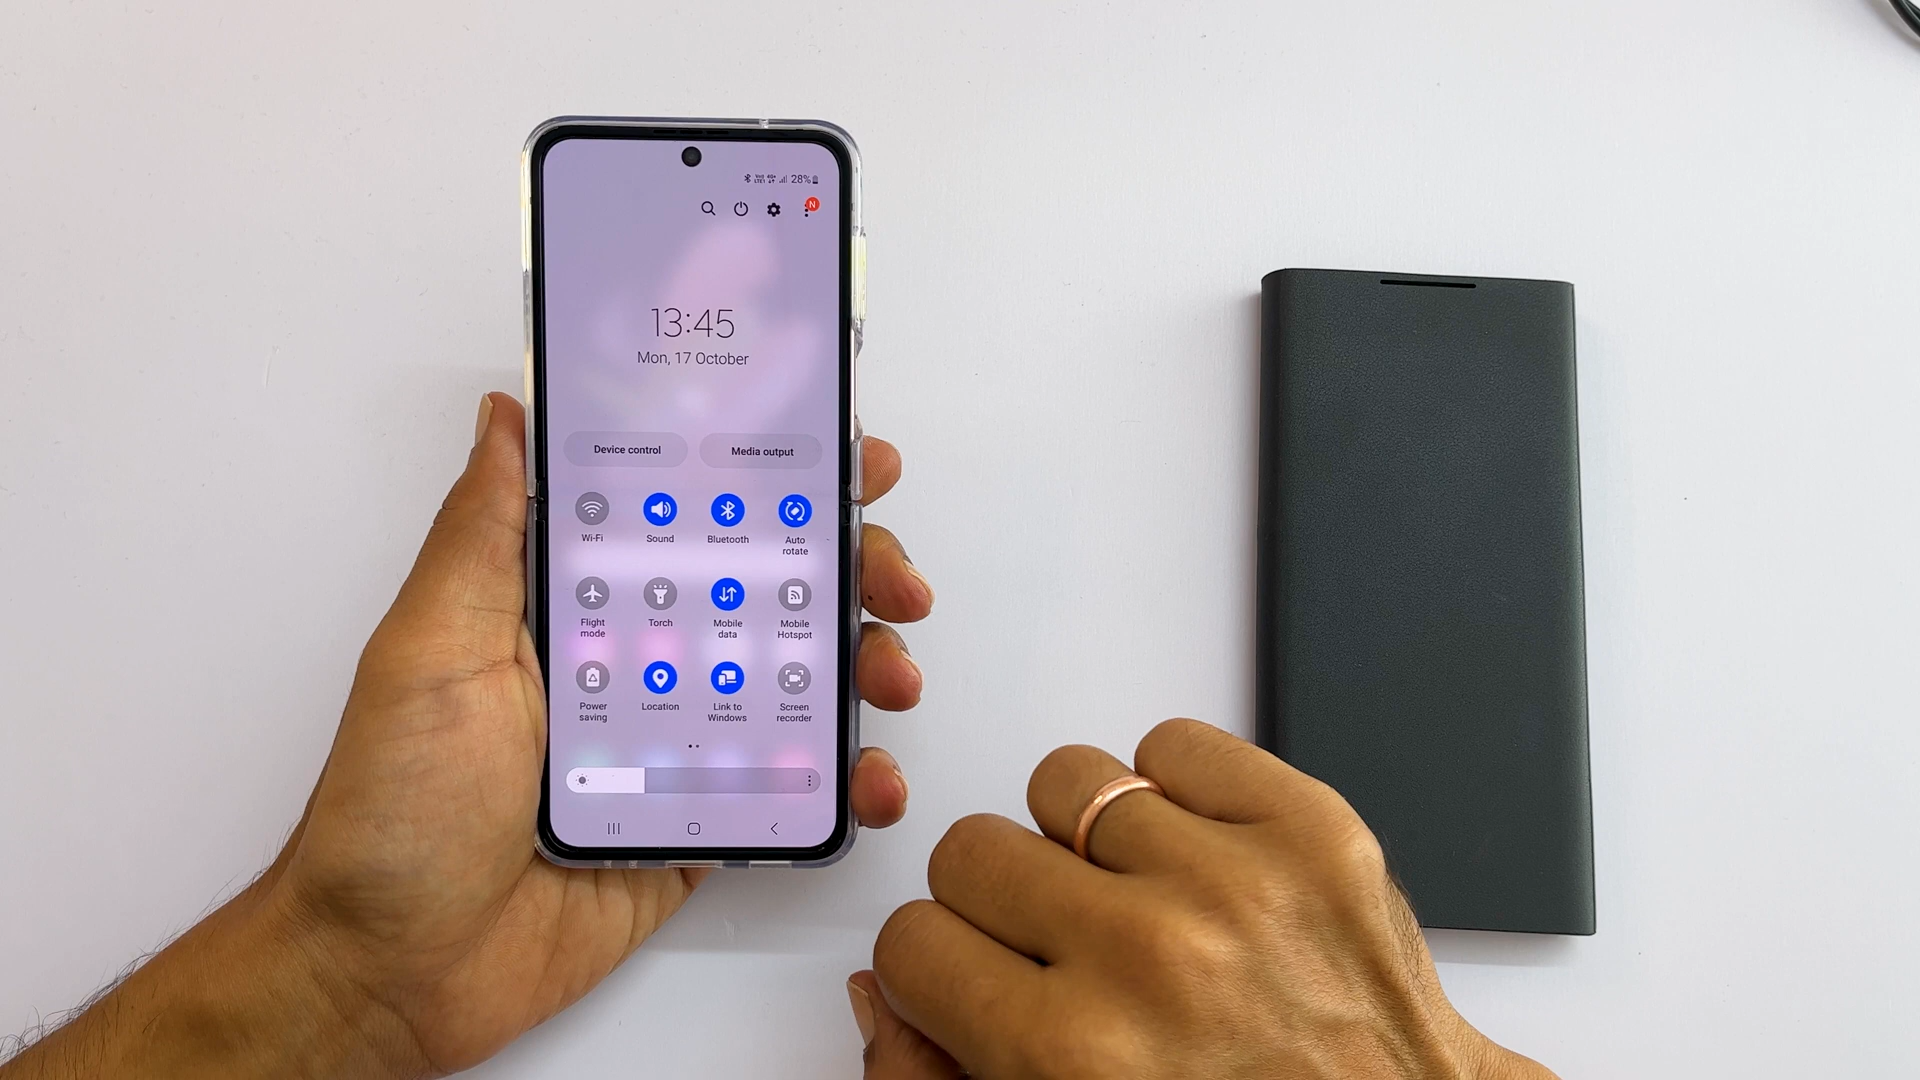 28%
N
13:45
Mon, 17 October
Device control
Media output
Wi-Fi
Sound
Bluetooth
Auto
rotate
Flight
mode
Torch
Mobile
data
Mobile
Hotspot
Power
saving
Location
Link to
Windows
Screen
recorder